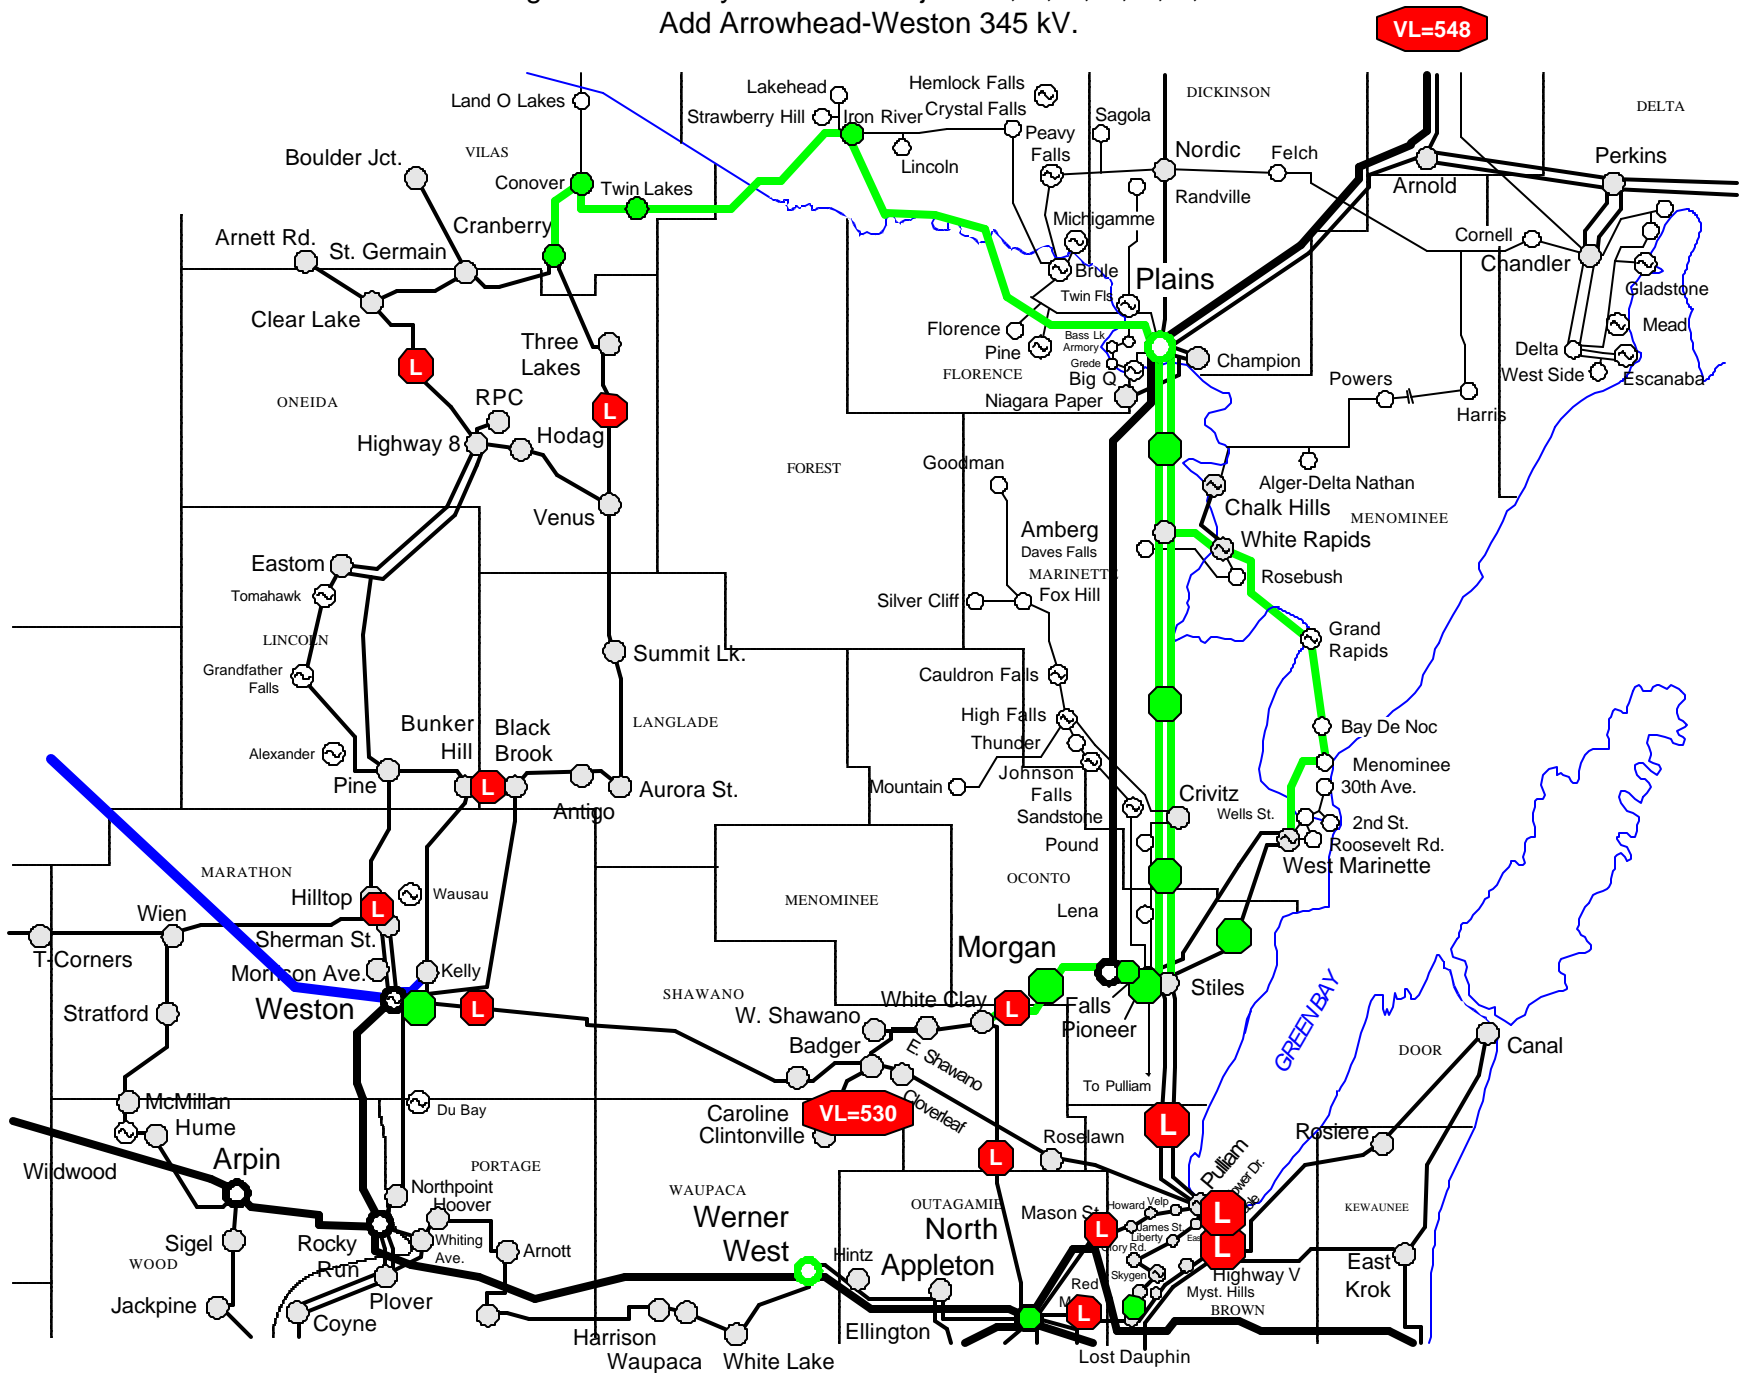 Add Arrowhead-Weston 345 kV.
VL=548
Land O Lakes
Lakehead
Strawberry Hill
Iron River
Hemlock Falls
Crystal Falls
Lincoln
Peavy
Falls
Sagola
DICKINSON
DELTA
Boulder Jct.
VILAS
Conover
Twin Lakes
Cranberry
Nordic
Randville
Felch
Arnold
Perkins
Michigamme
Cornell
Chandler
Arnett Rd.
St. Germain
Brule
Twin Fls
Plains
Gladstone
Mead
Clear Lake
Three
Lakes
Florence
Pine
FLORENCE
Bass Lk
Armory
Grede
Big Q
Niagara Paper
Champion
Powers
Harris
Delta
West Side
Escanaba
L
L
ONEIDA
RPC
Highway 8
Hodag
Venus
FOREST
Goodman
Alger-Delta Nathan
Chalk Hills
MENOMINEE
Amberg
Daves Falls
MARINETTE
Fox Hill
White Rapids
Rosebush
Eastom
Tomahawk
LINCOLN
Silver Cliff
Grand
Rapids
Grandfather
Falls
Summit Lk.
Cauldron Falls
LANGLADE
High Falls
Thunder
Bay De Noc
Bunker
Hill
Black
Brook
Alexander
Pine
L
Antigo
Aurora St.
Mountain
Johnson
Falls
Sandstone
Crivitz
Menominee
30th Ave.
Wells St.
2nd St.
Roosevelt Rd.
West Marinette
Pound
OCONTO
Lena
MARATHON
Hilltop
L
Wausau
MENOMINEE
Wien
T-Corners
Sherman St.
Morrison Ave.
Kelly
Weston
L
Stratford
SHAWANO
Morgan
White Clay
L
Falls
Pioneer
Stiles
GREEN BAY
W. Shawano
Badger
E. Shawano
Cloverleaf
To Pulliam
DOOR
Canal
McMillan
Hume
Du Bay
Caroline
Clintonville
VL=530
L
Roselawn
L
Rosiere
Wildwood
Arpin
PORTAGE
Northpoint
Hoover
WAUPACA
OUTAGAMIE
Pulliam
Mason St.
L
Howard
Velp
James St.
Liberty
L
L
KEWAUNEE
Sigel
WOOD
Rocky
Run
Whiting
Ave.
Arnott
Werner
West
Hintz
North
Appleton
Skygen
Highway V
Myst. Hills
BROWN
East
Krok
Jackpine
Plover
Coyne
Red
L
Harrison
Waupaca
White Lake
Ellington
Lost Dauphin